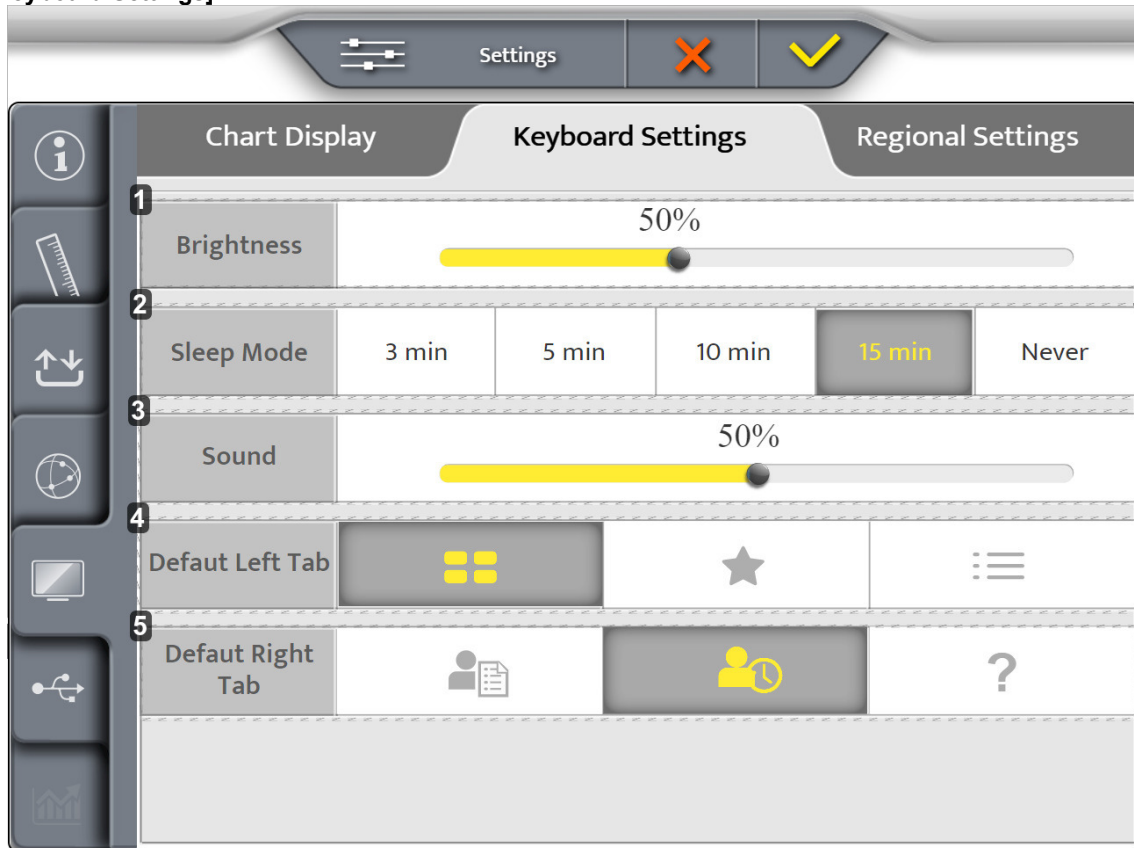 Settings
Chart Display Keyboard Settings Regional Settings
1
Brightness 50%
2
Sleep Mode 3 min 5 min 10 min 15 min Never
3
Sound 50%
4
Defaut Left Tab
5
Defaut Right
Tab ?